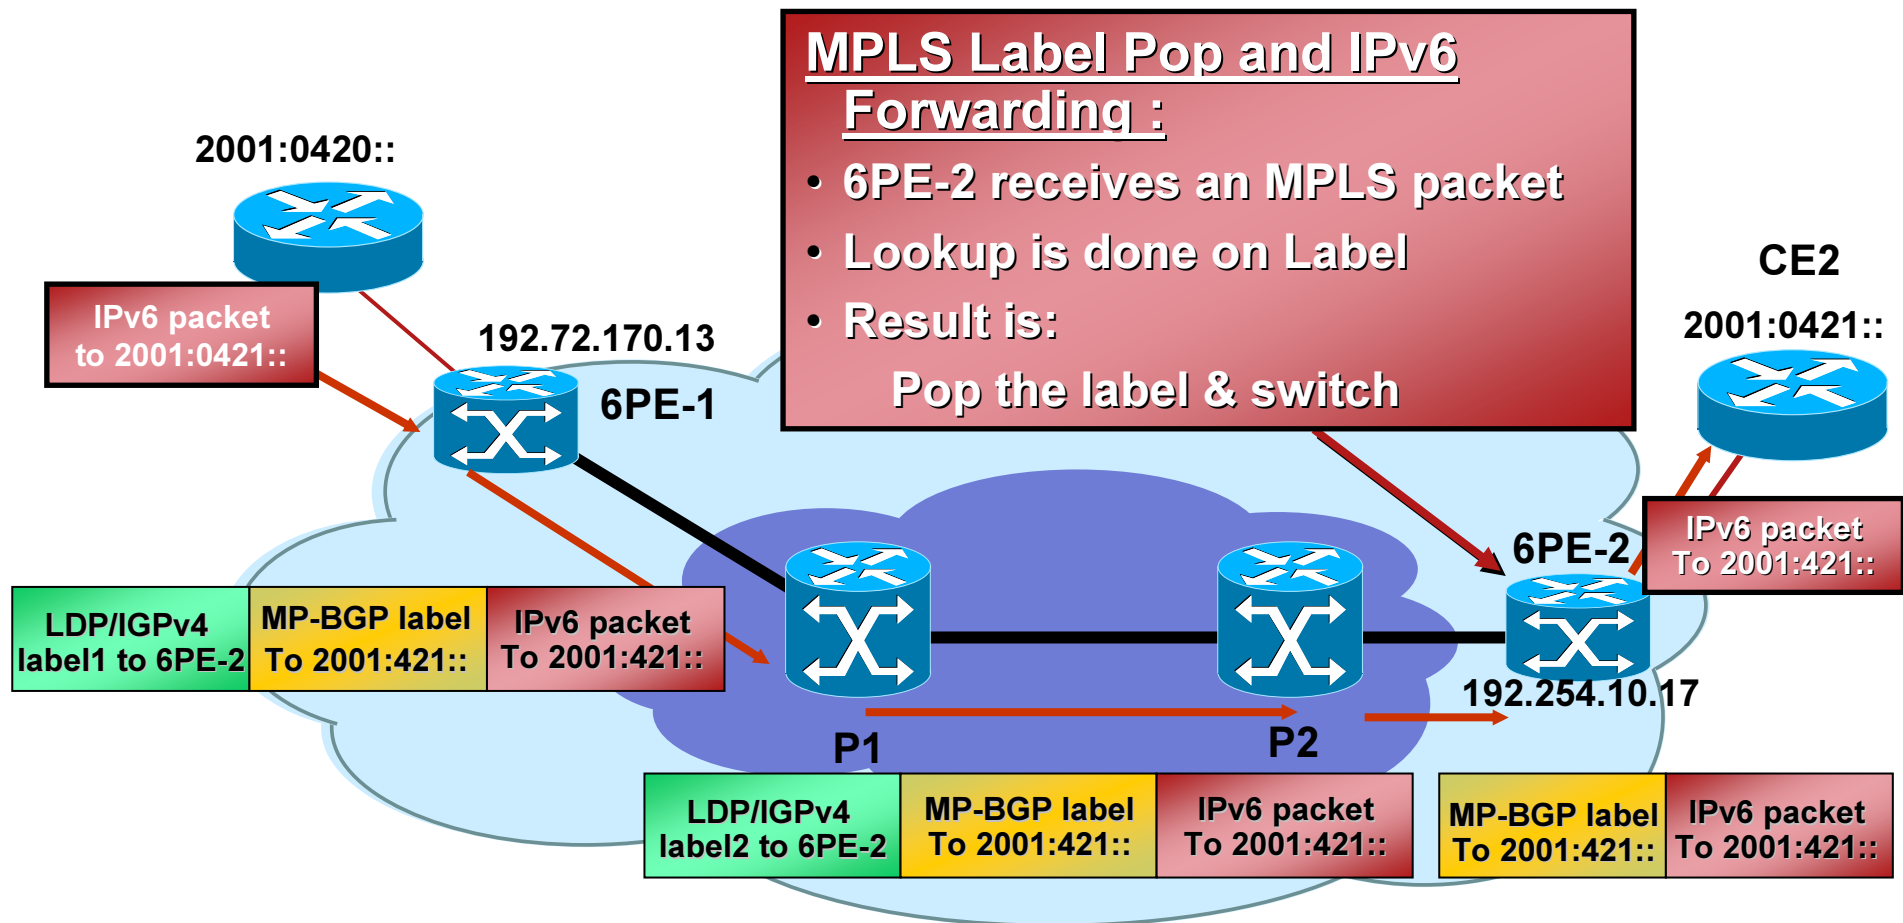 MPLS Label Pop and IPv6
Forwarding :
• 6PE-2 receives an MPLS packet
• Lookup is done on Label
• Result is:
Pop the label & switch
2001:0420::
IPv6 packet
to 2001:0421::
192.72.170.13
6PE-1
CE2
2001:0421::
IPv6 packet
To 2001:421::
6PE-2
192.254.10.17
LDP/IGPv4
label1 to 6PE-2
MP-BGP label
To 2001:421::
IPv6 packet
To 2001:421::
P1
P2
LDP/IGPv4
label2 to 6PE-2
MP-BGP label
To 2001:421::
IPv6 packet
To 2001:421::
MP-BGP label
To 2001:421::
IPv6 packet
To 2001:421::